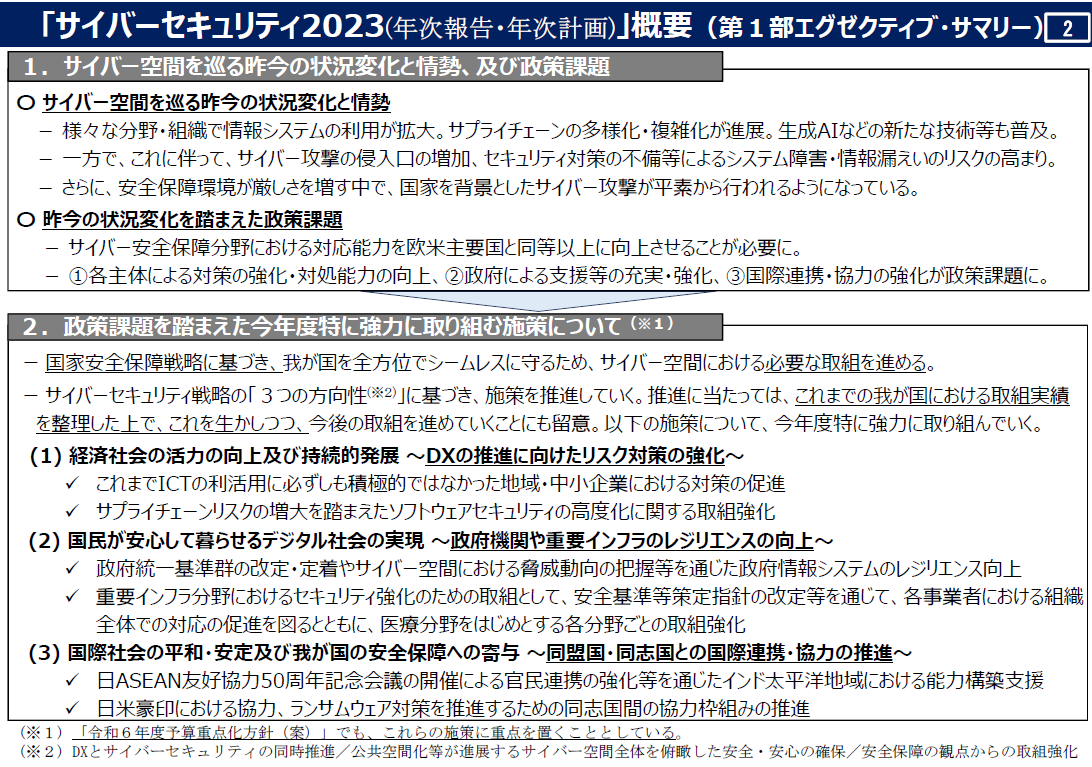 「サイバーセキュリティ2023(年次報告・年次計画)」概要（第１部エグゼクティブ・サマリー） 2
１．サイバー空間を巡る昨今の状況変化と情勢、及び政策課題
○ サイバー空間を巡る昨今の状況変化と情勢
－ 様々な分野・組織で情報システムの利用が拡大。サプライチェーンの多様化・複雑化が進展。生成AIなどの新たな技術等も普及。
－ 一方で、これに伴って、サイバー攻撃の侵入口の増加、セキュリティ対策の不備等によるシステム障害・情報漏えいのリスクの高まり。
－ さらに、安全保障環境が厳しさを増す中で、国家を背景としたサイバー攻撃が平素から行われるようになっている。
○ 昨今の状況変化を踏まえた政策課題
－ サイバー安全保障分野における対応能力を欧米主要国と同等以上に向上させることが必要に。
－ ①各主体による対策の強化・対処能力の向上、②政府による支援等の充実・強化、③国際連携・協力の強化が政策課題に。
２．政策課題を踏まえた今年度特に強力に取り組む施策について（※１）
－ 国家安全保障戦略に基づき、我が国を全方位でシームレスに守るため、サイバー空間における必要な取組を進める。
－ サイバーセキュリティ戦略の「３つの方向性(※2)」に基づき、施策を推進していく。推進に当たっては、これまでの我が国における取組実績
を整理した上で、これを生かしつつ、今後の取組を進めていくことにも留意。以下の施策について、今年度特に強力に取り組んでいく。
(1) 経済社会の活力の向上及び持続的発展 ～DXの推進に向けたリスク対策の強化～
✓ これまでICTの利活用に必ずしも積極的ではなかった地域・中小企業における対策の促進
✓ サプライチェーンリスクの増大を踏まえたソフトウェアセキュリティの高度化に関する取組強化
(2) 国民が安心して暮らせるデジタル社会の実現 ～政府機関や重要インフラのレジリエンスの向上～
✓ 政府統一基準群の改定・定着やサイバー空間における脅威動向の把握等を通じた政府情報システムのレジリエンス向上
✓ 重要インフラ分野におけるセキュリティ強化のための取組として、安全基準等策定指針の改定等を通じて、各事業者における組織
全体での対応の促進を図るとともに、医療分野をはじめとする各分野ごとの取組強化
(3) 国際社会の平和・安定及び我が国の安全保障への寄与 ～同盟国・同志国との国際連携・協力の推進～
✓ 日ASEAN友好協力50周年記念会議の開催による官民連携の強化等を通じたインド太平洋地域における能力構築支援
✓ 日米豪印における協力、ランサムウェア対策を推進するための同志国間の協力枠組みの推進
（※１）「令和６年度予算重点化方針（案）」でも、これらの施策に重点を置くこととしている。
（※２）DXとサイバーセキュリティの同時推進／公共空間化等が進展するサイバー空間全体を俯瞰した安全・安心の確保／安全保障の観点からの取組強化